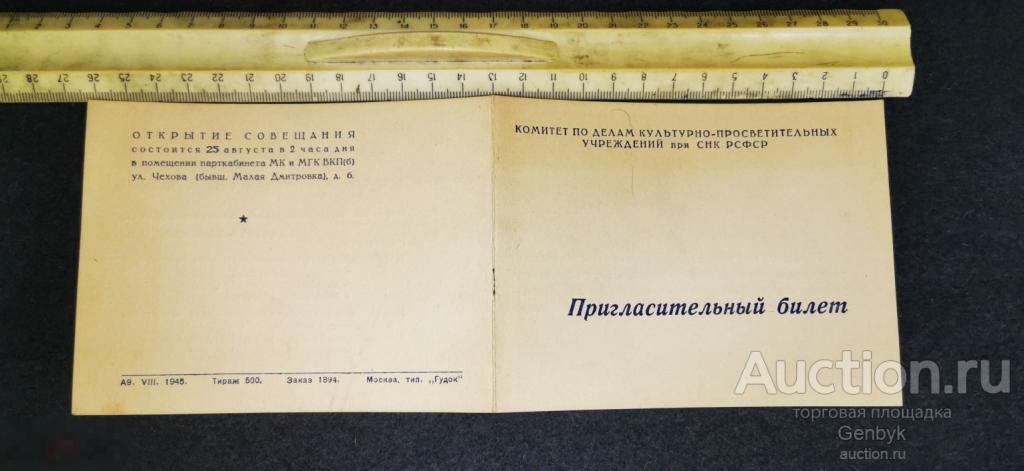 ОТКРЫТИЕ СОВЕЩАНИЯ
состоится 25 августа в 2 часа дня
в помещении парткабинета МК и МГК ВКП(б)
ул. Чехова (бывш. Малая Дмитровка), д. 6.
★
А9. VIII. 1945. Тираж 500. Заказ 1894. Москва, тип. „Гудок“
КОМИТЕТ ПО ДЕЛАМ КУЛЬТУРНО-ПРОСВЕТИТЕЛЬНЫХ
УЧРЕЖДЕНИЙ при СНК РСФСР
Пригласительный билет
Auction.ru
торговая площадка
Genbyk
auction.ru